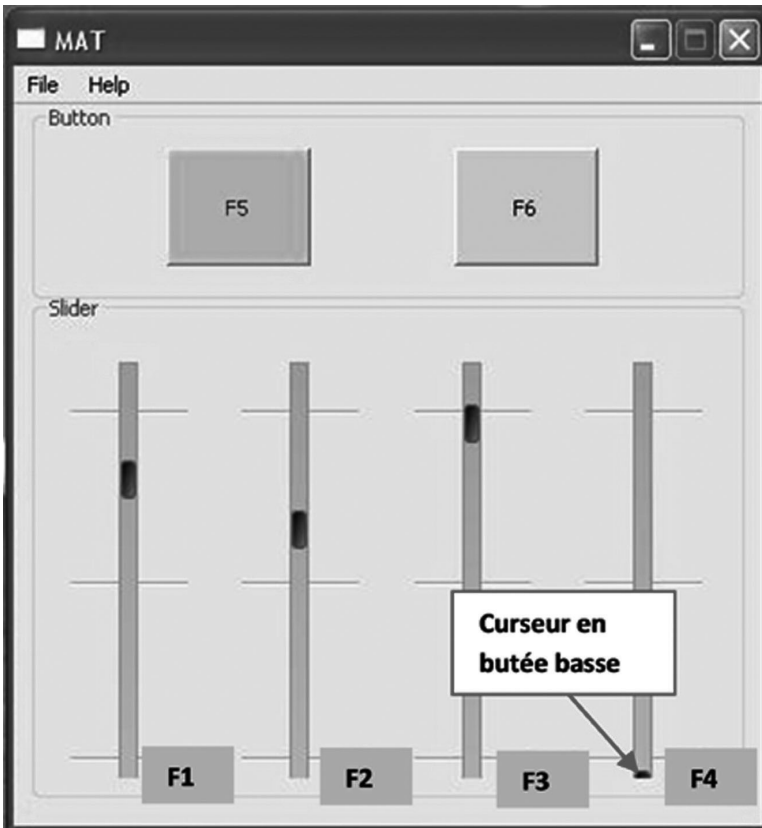 MAT
File Help
Button
F5 F6
Slider
Curseur en
butée basse
F1 F2 F3 F4